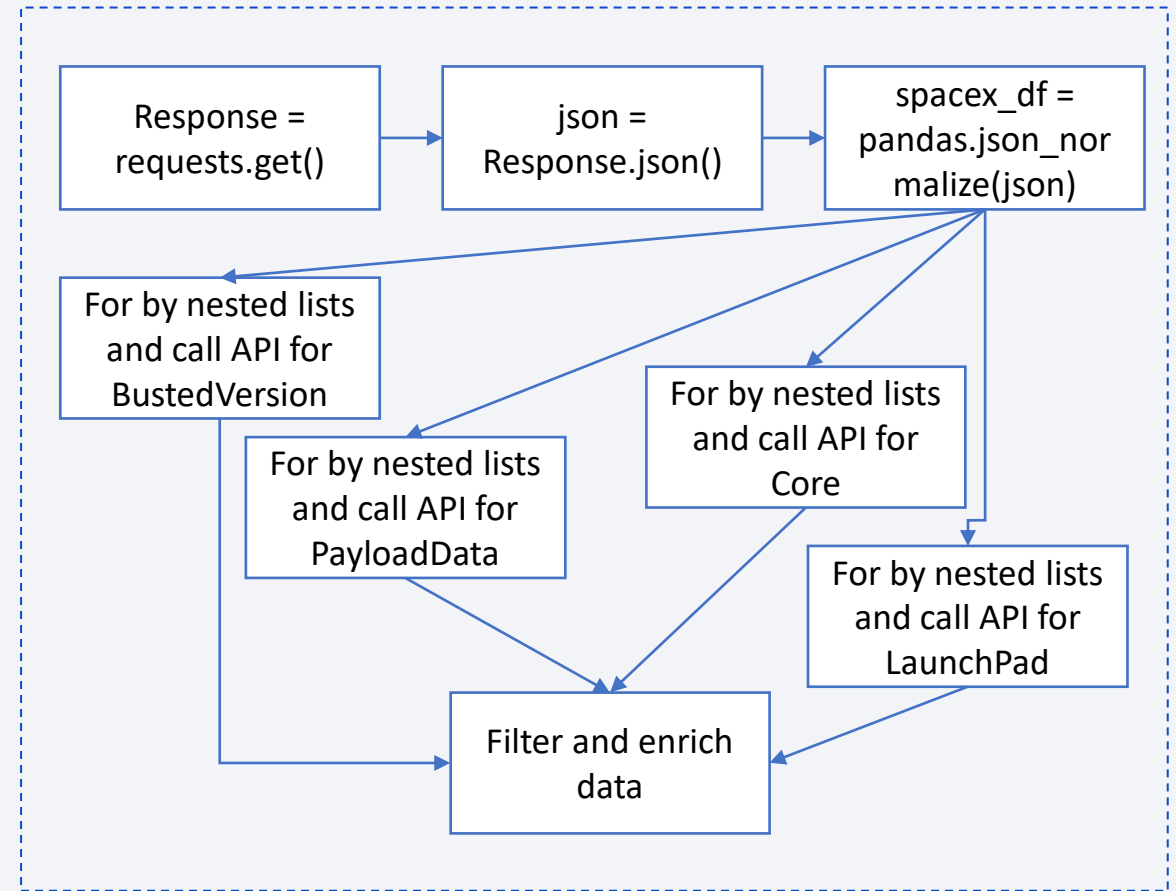 Response =
requests.get()
json =
Response.json()
spacex_df =
pandas.json_nor
malize(json)
For by nested lists
and call API for
BustedVersion
For by nested lists
and call API for
PayloadData
For by nested lists
and call API for
Core
For by nested lists
and call API for
LaunchPad
Filter and enrich
data